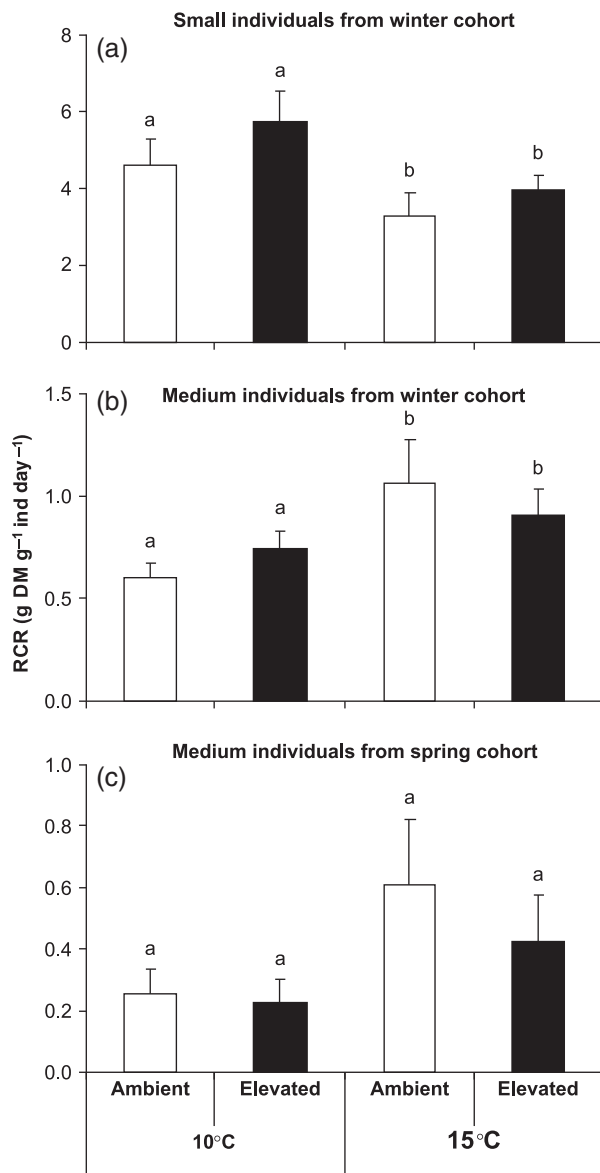 Small individuals from winter cohort
(a)
8
6
4
2
0
a
a
b
b
Medium individuals from winter cohort
(b)
1.5
1.0
0.5
0.0
a
a
b
b
RCR (g DM g⁻¹ ind day⁻¹)
Medium individuals from spring cohort
(c)
1.0
0.8
0.6
0.4
0.2
0.0
a
a
a
a
Ambient Elevated Ambient Elevated
10°C 15°C